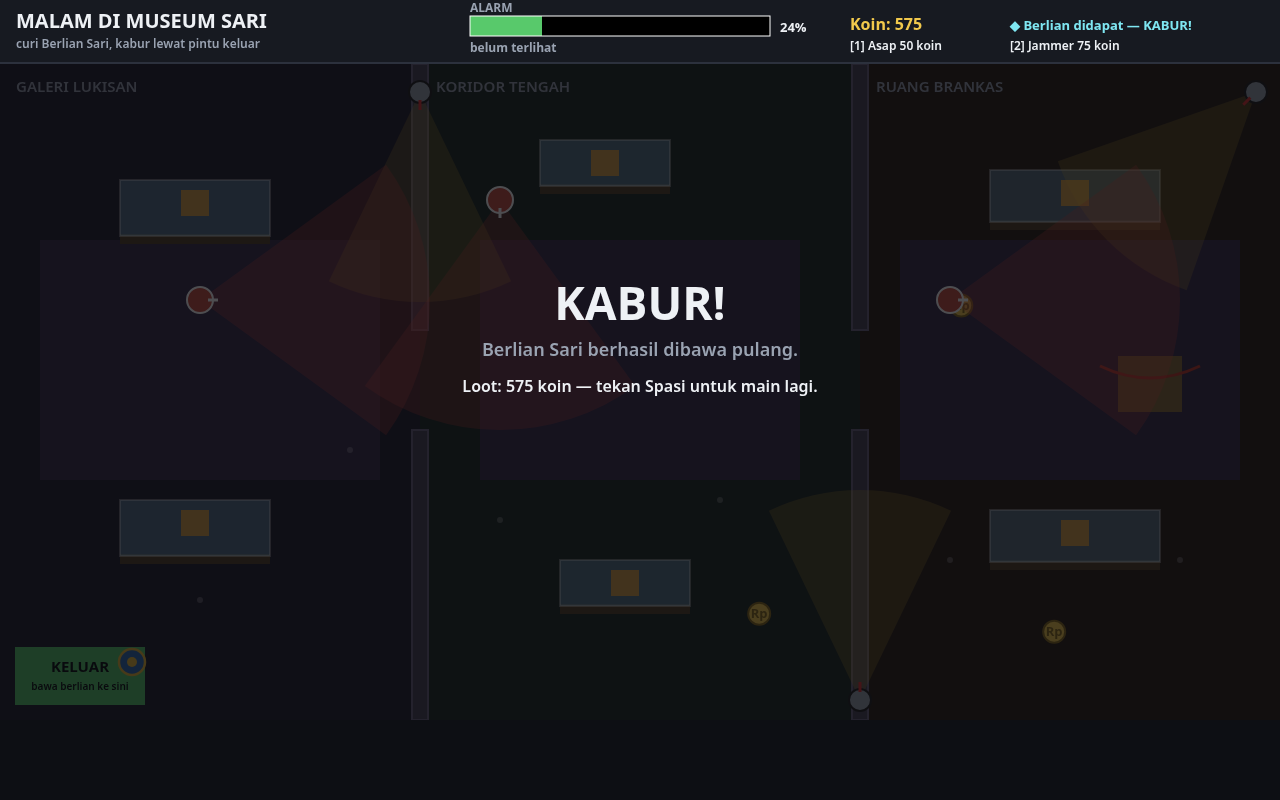 MALAM DI MUSEUM SARI
curi Berlian Sari, kabur lewat pintu keluar
ALARM
24%
belum terlihat
Koin: 575
[1] Asap 50 koin
◆ Berlian didapat — KABUR!
[2] Jammer 75 koin
GALERI LUKISAN
KORIDOR TENGAH
RUANG BRANKAS
KABUR!
Berlian Sari berhasil dibawa pulang.
Loot: 575 koin — tekan Spasi untuk main lagi.
Rp
Rp
KELUAR
bawa berlian ke sini